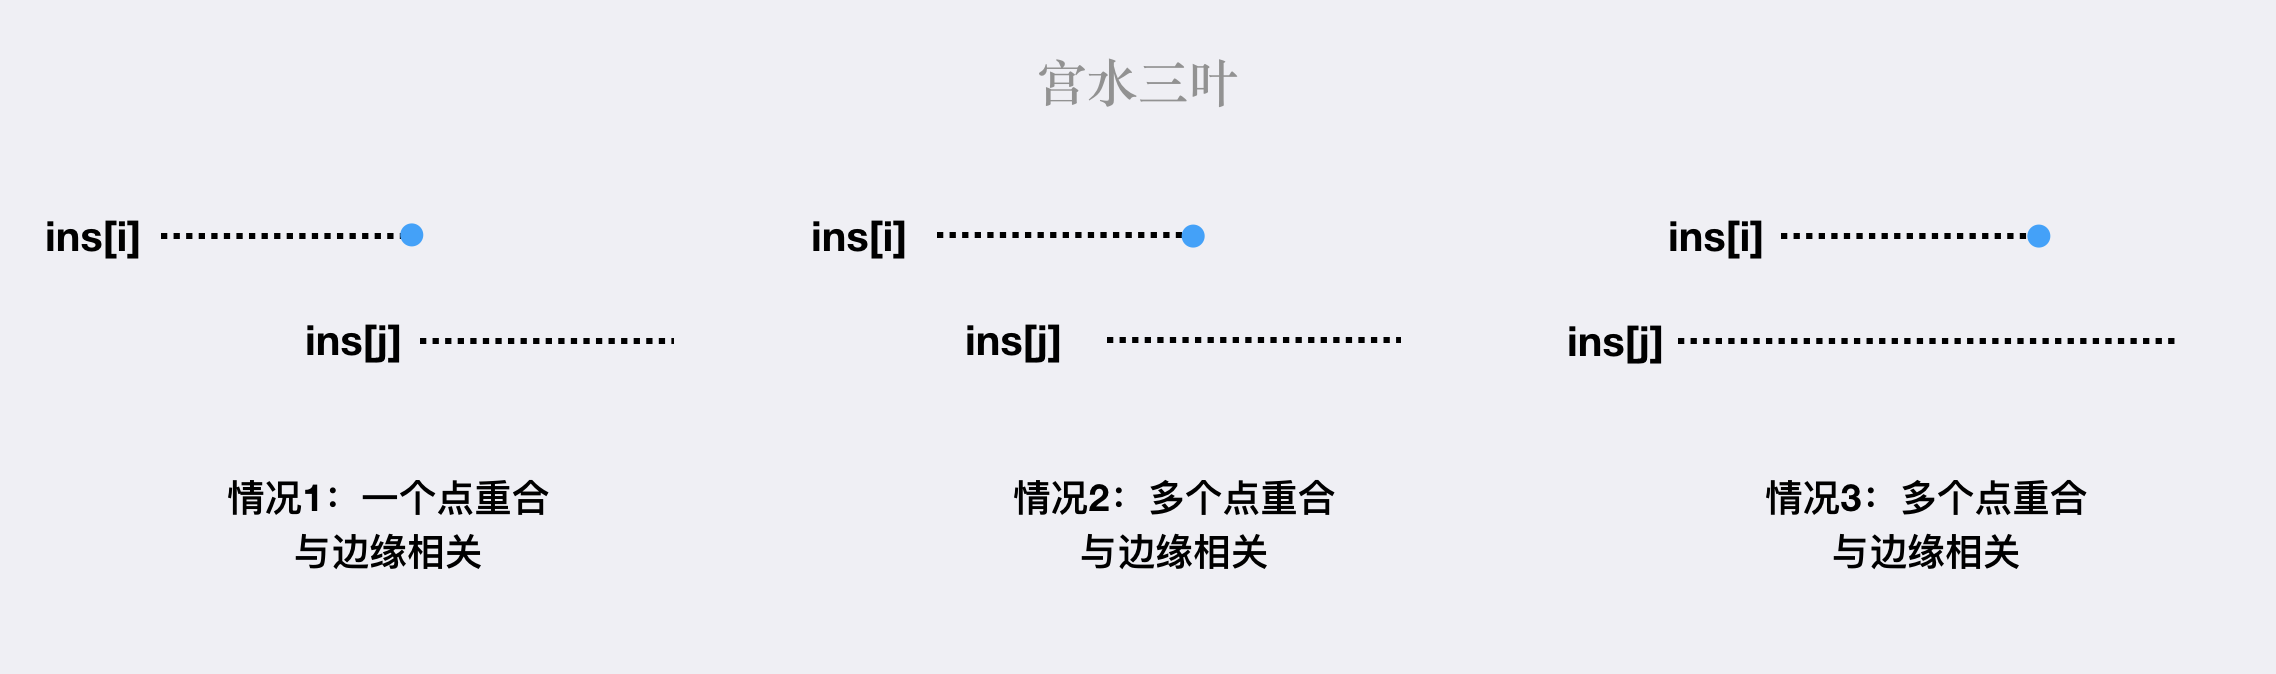 宫水三叶
ins[i]
ins[j]
情况1：一个点重合
与边缘相关
ins[i]
ins[j]
情况2：多个点重合
与边缘相关
ins[i]
ins[j]
情况3：多个点重合
与边缘相关